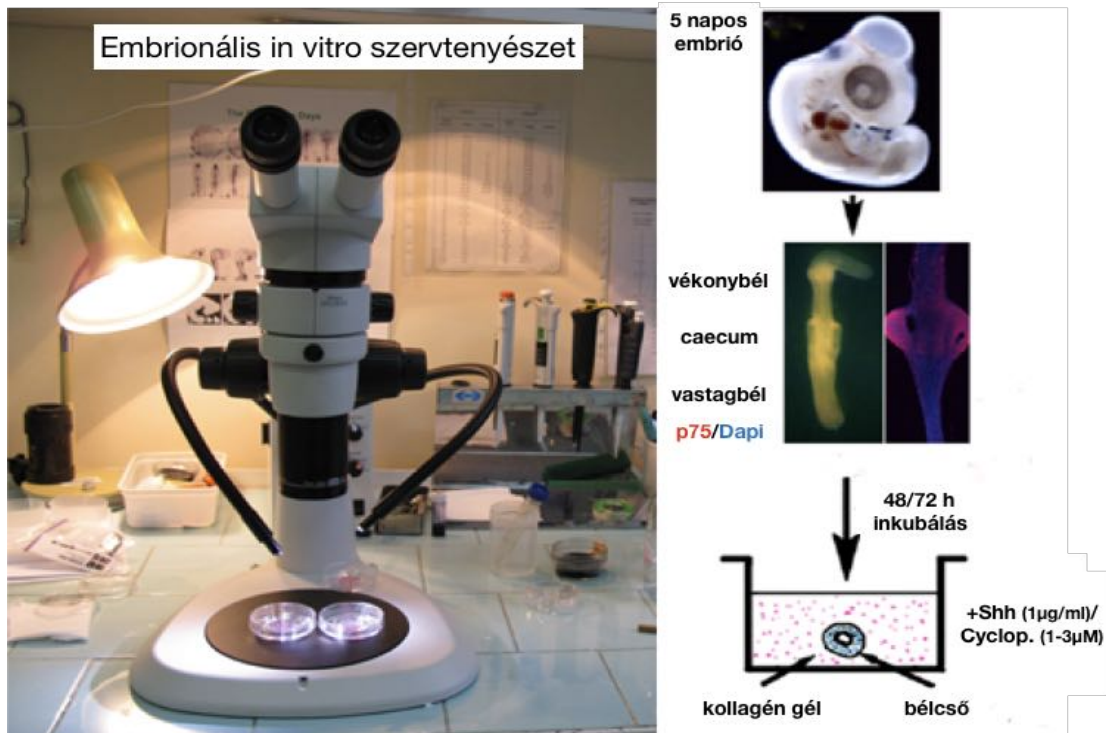 Embrionális in vitro szervtenyészet
5 napos
embrió
vékonybél
caecum
vastagbél
p75/Dapi
48/72 h
inkubálás
+Shh (1µg/ml)/
Cyclop. (1-3µM)
kollagén gél
bélcső